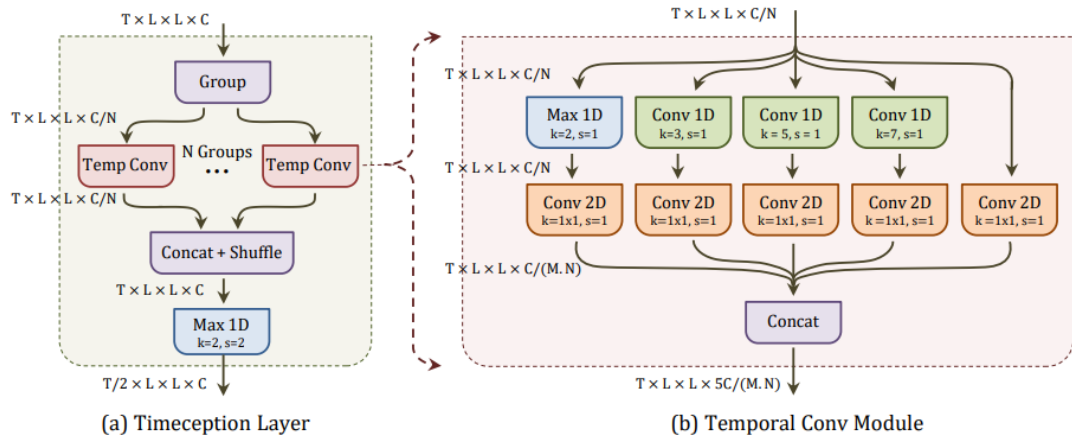 T × L × L × C
Group
T × L × L × C/N
Temp Conv
N Groups
...
Temp Conv
T × L × L × C/N
Concat + Shuffle
T × L × L × C
Max 1D
k=2, s=2
T/2 × L × L × C
(a) Timeception Layer
T × L × L × C/N
T × L × L × C/N
Max 1D
k=2, s=1
Conv 1D
k=3, s=1
Conv 1D
k = 5, s = 1
Conv 1D
k=7, s=1
T × L × L × C/N
Conv 2D
k=1x1, s=1
Conv 2D
k=1x1, s=1
Conv 2D
k=1x1, s=1
Conv 2D
k =1x1, s=1
Conv 2D
k =1x1, s=1
T × L × L × C/(M.N)
Concat
T × L × L × 5C/(M.N)
(b) Temporal Conv Module